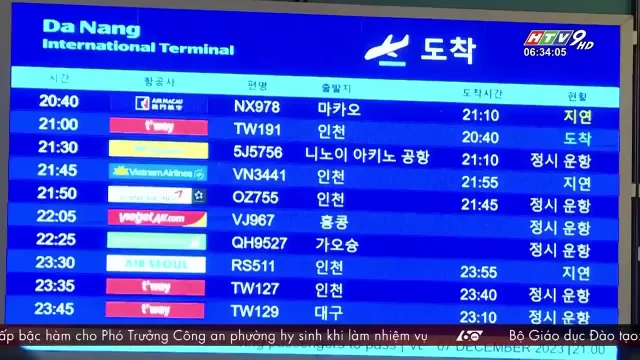 Da Nang
International Terminal
도착
HTV9 HD
06:34:05
시간 항공사 편명 출발지 도착시간 현황
20:40 AIR MACAU NX978 마카오 21:10 지연
21:00 t'way TW191 인천 20:40 도착
21:30 5J5756 니노이 아키노 공항 21:10 정시 운항
21:45 Vietnam Airlines VN3441 인천 21:55 지연
21:50 OZ755 인천 21:45 정시 운항
22:05 vietjetAir.com VJ967 홍콩 정시 운항
22:25 QH9527 가오슝 정시 운항
23:30 AIR SEOUL RS511 인천 23:55 지연
23:35 t'way TW127 인천 23:40 정시 운항
23:45 t'way TW129 대구 23:10 정시 운항
ấp bậc hàm cho Phó Trưởng Công an phường hy sinh khi làm nhiệm vụ Bộ Giáo dục Đào tạo
07 DECEMBER 2023 | 21:00